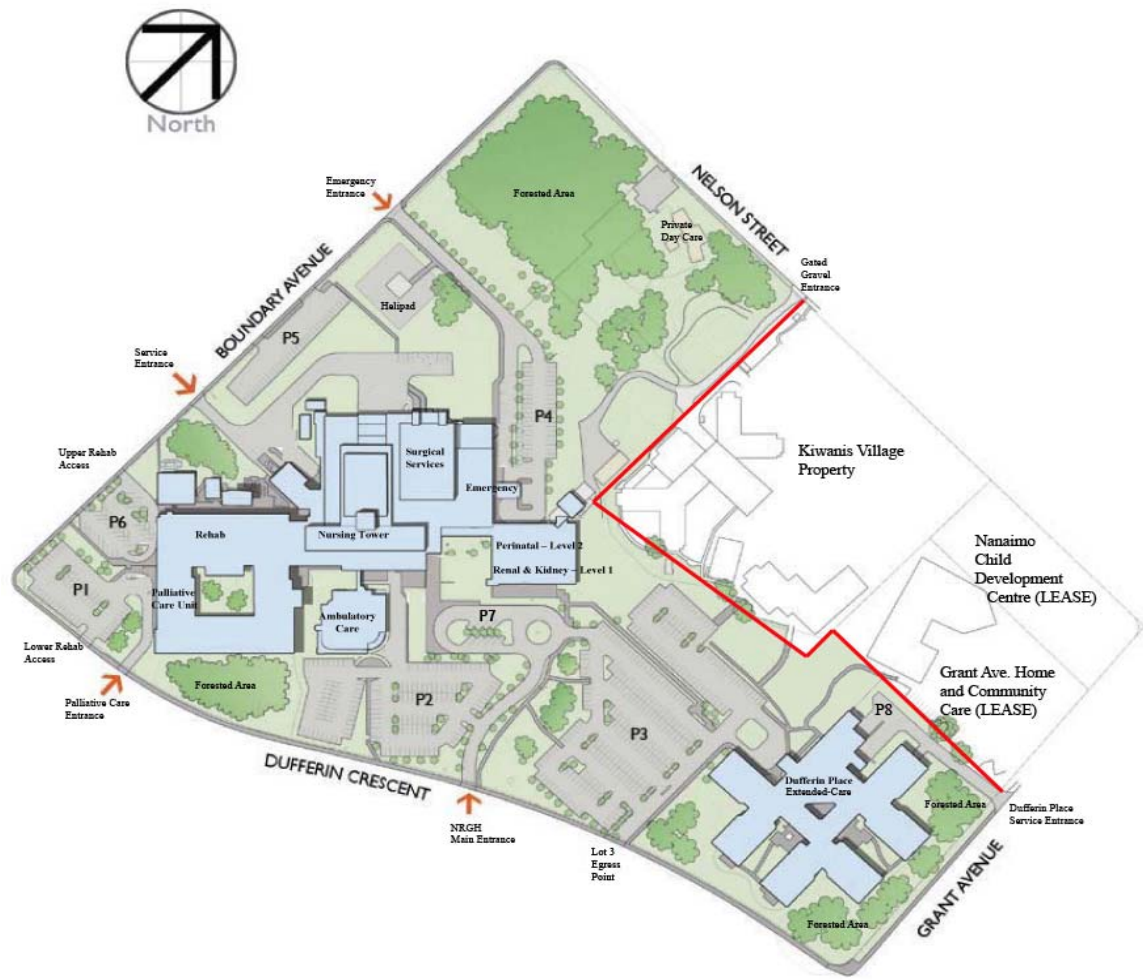 North
Emergency
Entrance
NELSON STREET
Forested Area
Private
Day Care
Gated
Gravel
Entrance
BOUNDARY AVENUE
Helipad
P5
Service
Entrance
P4
Upper Rehab
Access
Surgical
Services
Kiwanis Village
Property
Emergency
P6
Rehab
Nursing Tower
Perinatal – Level 2
Renal & Kidney – Level 1
Nanaimo
Child
Development
Centre (LEASE)
P1
Palliative
Care Unit
Ambulatory
Care
P7
Lower Rehab
Access
Palliative Care
Entrance
Forested Area
P2
P3
P8
Grant Ave. Home
and Community
Care (LEASE)
DUFFERIN CRESCENT
Dufferin Place
Extended-Care
Forested Area
Dufferin Place
Service Entrance
NRGH
Main Entrance
Lot 3
Egress
Point
Forested Area
GRANT AVENUE